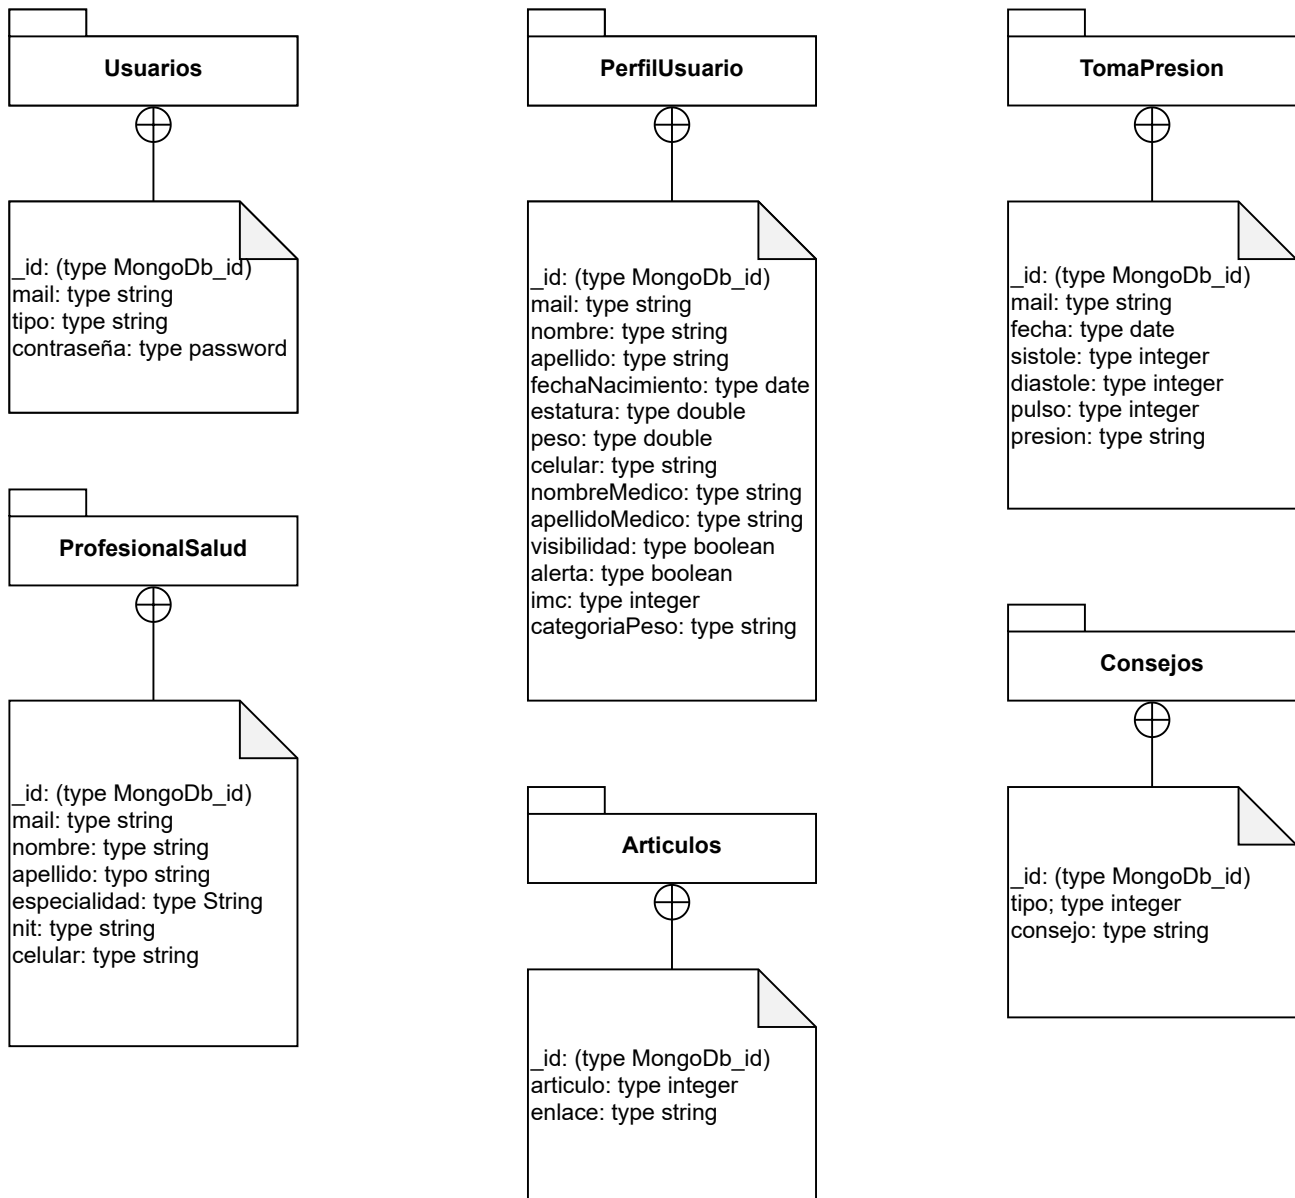 Usuarios
_id: (type MongoDb_id)
mail: type string
tipo: type string
contraseña: type password
PerfilUsuario
_id: (type MongoDb_id)
mail: type string
nombre: type string
apellido: type string
fechaNacimiento: type date
estatura: type double
peso: type double
celular: type string
nombreMedico: type string
apellidoMedico: type string
visibilidad: type boolean
alerta: type boolean
imc: type integer
categoriaPeso: type string
TomaPresion
_id: (type MongoDb_id)
mail: type string
fecha: type date
sistole: type integer
diastole: type integer
pulso: type integer
presion: type string
ProfesionalSalud
_id: (type MongoDb_id)
mail: type string
nombre: type string
apellido: typo string
especialidad: type String
nit: type string
celular: type string
Articulos
_id: (type MongoDb_id)
articulo: type integer
enlace: type string
Consejos
_id: (type MongoDb_id)
tipo; type integer
consejo: type string